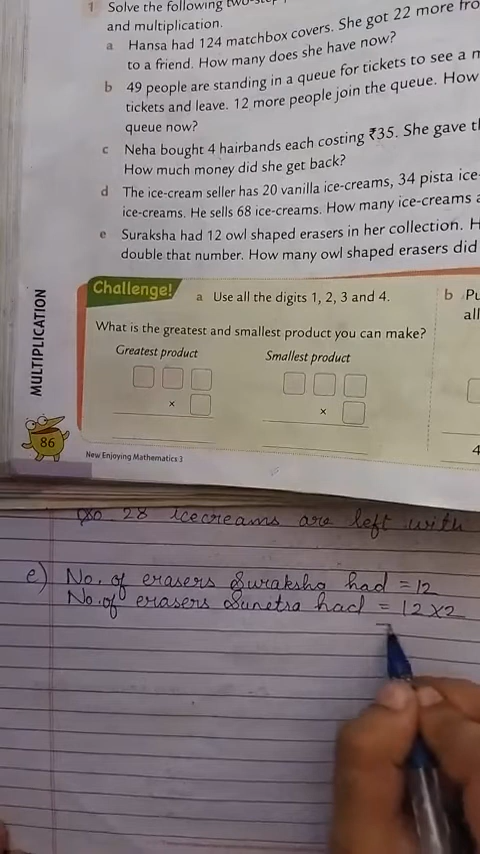 1 Solve the following two-step
and multiplication.
a Hansa had 124 matchbox covers. She got 22 more fro
to a friend. How many does she have now?
b 49 people are standing in a queue for tickets to see a m
tickets and leave. 12 more people join the queue. How
queue now?
c Neha bought 4 hairbands each costing ₹35. She gave t
How much money did she get back?
d The ice-cream seller has 20 vanilla ice-creams, 34 pista ice-
ice-creams. He sells 68 ice-creams. How many ice-creams a
e Suraksha had 12 owl shaped erasers in her collection. H
double that number. How many owl shaped erasers did
MULTIPLICATION
Challenge!
a Use all the digits 1, 2, 3 and 4.
What is the greatest and smallest product you can make?
Greatest product Smallest product
× ×
b Pu
all
4
86
New Enjoying Mathematics 3
So 28 icecreams are left with
e) No. of erasers Suraksha had = 12
No. of erasers Sunetra had = 12 × 2
=